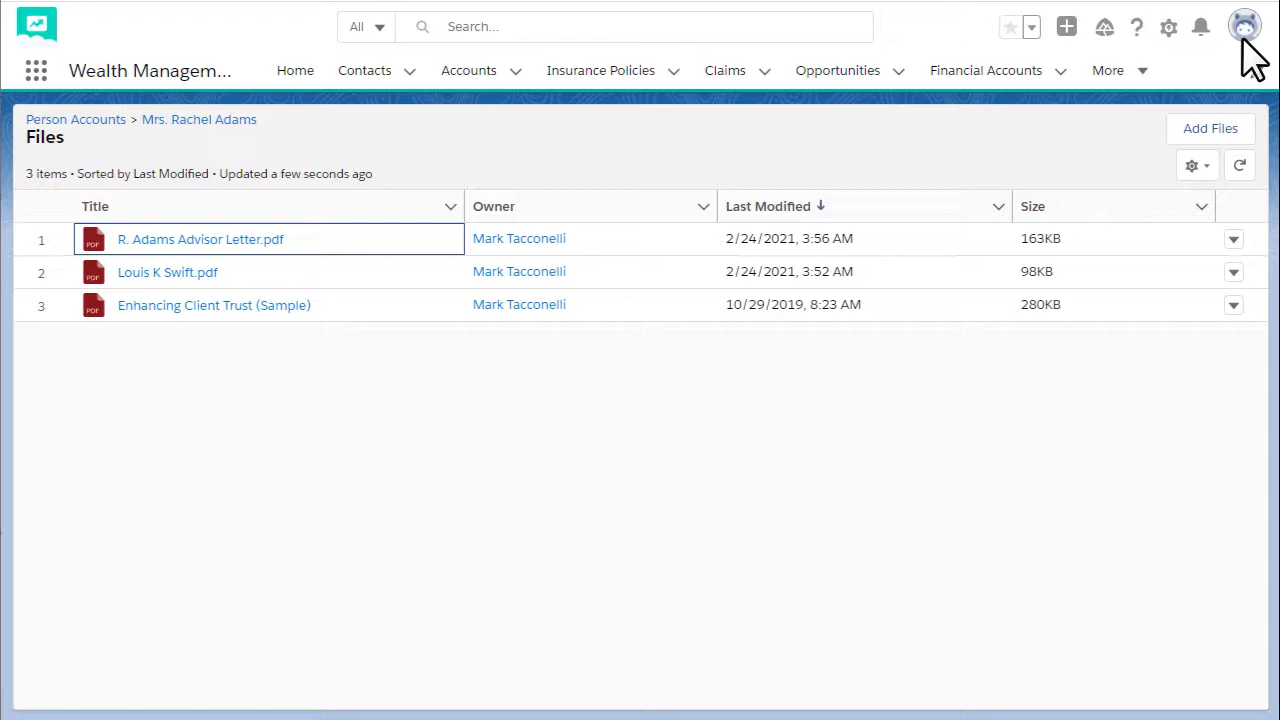 All
Search...
Wealth Managem...
Home
Contacts
Accounts
Insurance Policies
Claims
Opportunities
Financial Accounts
More
Person Accounts > Mrs. Rachel Adams
Files
Add Files
3 items • Sorted by Last Modified • Updated a few seconds ago
Title
Owner
Last Modified
Size
1
PDF
R. Adams Advisor Letter.pdf
Mark Tacconelli
2/24/2021, 3:56 AM
163KB
2
PDF
Louis K Swift.pdf
Mark Tacconelli
2/24/2021, 3:52 AM
98KB
3
PDF
Enhancing Client Trust (Sample)
Mark Tacconelli
10/29/2019, 8:23 AM
280KB